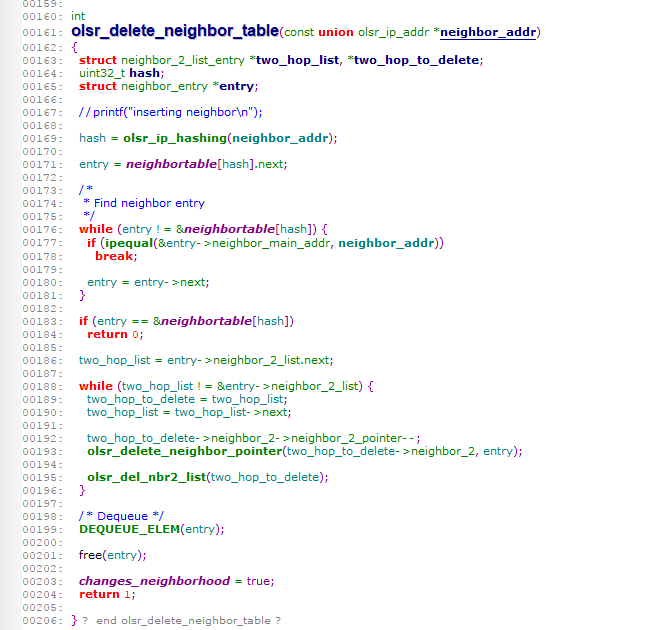 00159:
00160: int
00161: olsr_delete_neighbor_table(const union olsr_ip_addr *neighbor_addr)
00162: {
00163: struct neighbor_2_list_entry *two_hop_list, *two_hop_to_delete;
00164: uint32_t hash;
00165: struct neighbor_entry *entry;
00166:
00167: //printf("inserting neighbor\n");
00168:
00169: hash = olsr_ip_hashing(neighbor_addr);
00170:
00171: entry = neighbortable[hash].next;
00172:
00173: /*
00174: * Find neighbor entry
00175: */
00176: while (entry != &neighbortable[hash]) {
00177: if (ipequal(&entry->neighbor_main_addr, neighbor_addr))
00178: break;
00179:
00180: entry = entry->next;
00181: }
00182:
00183: if (entry == &neighbortable[hash])
00184: return 0;
00185:
00186: two_hop_list = entry->neighbor_2_list.next;
00187:
00188: while (two_hop_list != &entry->neighbor_2_list) {
00189: two_hop_to_delete = two_hop_list;
00190: two_hop_list = two_hop_list->next;
00191:
00192: two_hop_to_delete->neighbor_2->neighbor_2_pointer--;
00193: olsr_delete_neighbor_pointer(two_hop_to_delete->neighbor_2, entry);
00194:
00195: olsr_del_nbr2_list(two_hop_to_delete);
00196: }
00197:
00198: /* Dequeue */
00199: DEQUEUE_ELEM(entry);
00200:
00201: free(entry);
00202:
00203: changes_neighborhood = true;
00204: return 1;
00205:
00206: } ? end olsr_delete_neighbor_table ?